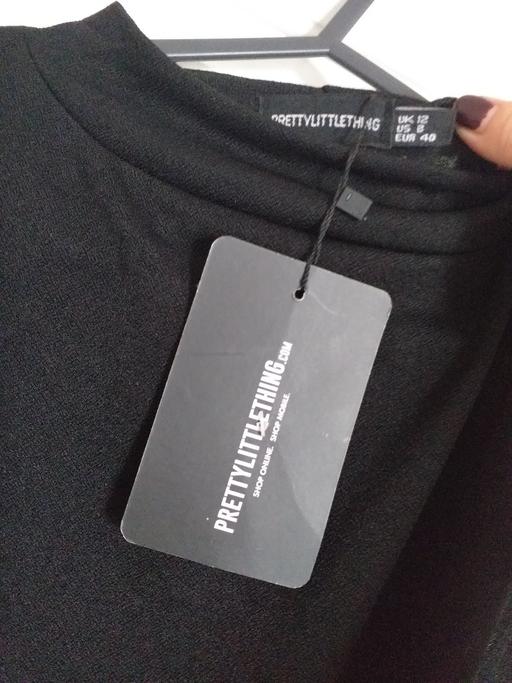 PRETTYLITTLETHING
UK 12
US 8
EUR 40
PRETTYLITTLETHING.COM
SHOP ONLINE. SHOP MOBILE.